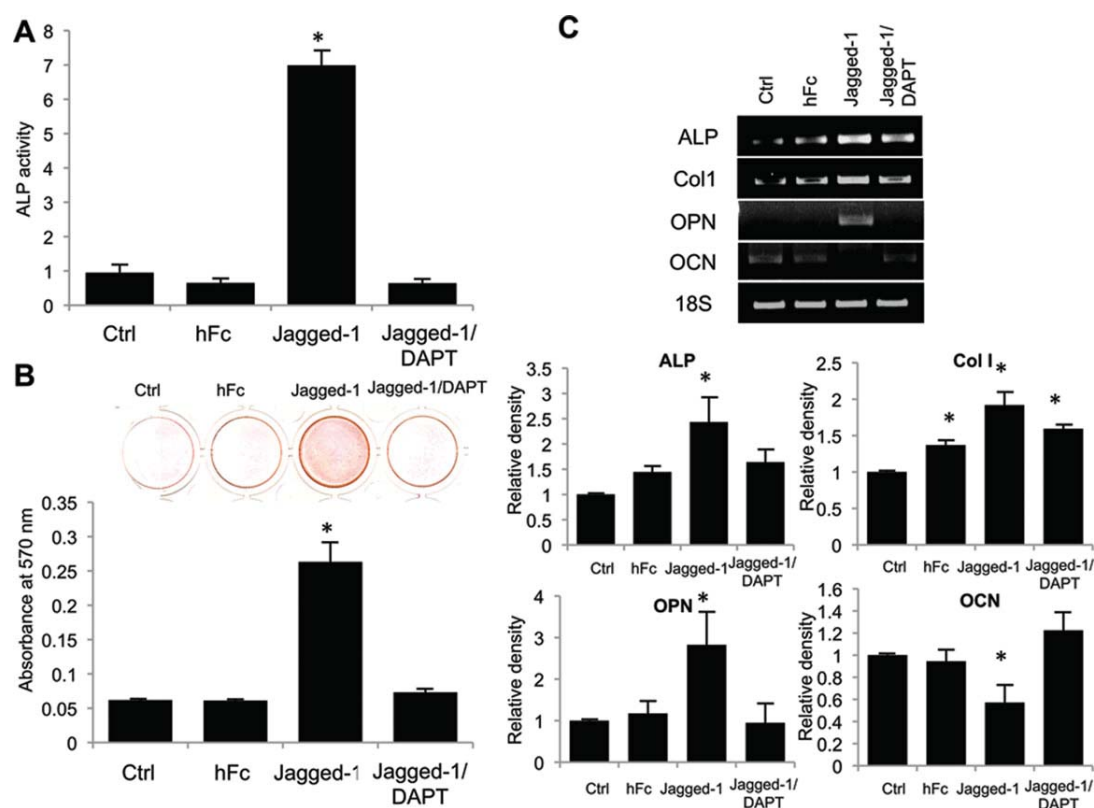 A
*
ALP activity
8
7
6
5
4
3
2
1
0
Ctrl hFc Jagged-1 Jagged-1/
DAPT
B
Ctrl hFc Jagged-1 Jagged-1/DAPT
*
Absorbance at 570 nm
0.35
0.3
0.25
0.2
0.15
0.1
0.05
0
Ctrl hFc Jagged-1 Jagged-1/
DAPT
C
Ctrl hFc Jagged-1 Jagged-1/
DAPT
ALP
Col1
OPN
OCN
18S
ALP
*
Relative density
3.5
3
2.5
2
1.5
1
0.5
0
Ctrl hFc Jagged-1 Jagged-1/
DAPT
Col I
* * *
Relative density
2.5
2
1.5
1
0.5
0
Ctrl hFc Jagged-1 Jagged-1/
DAPT
OPN
*
Relative density
4
3
2
1
0
Ctrl hFc Jagged-1 Jagged-1/
DAPT
OCN
*
Relative density
1.6
1.4
1.2
1
0.8
0.6
0.4
0.2
0
Ctrl hFc Jagged-1 Jagged-1/
DAPT